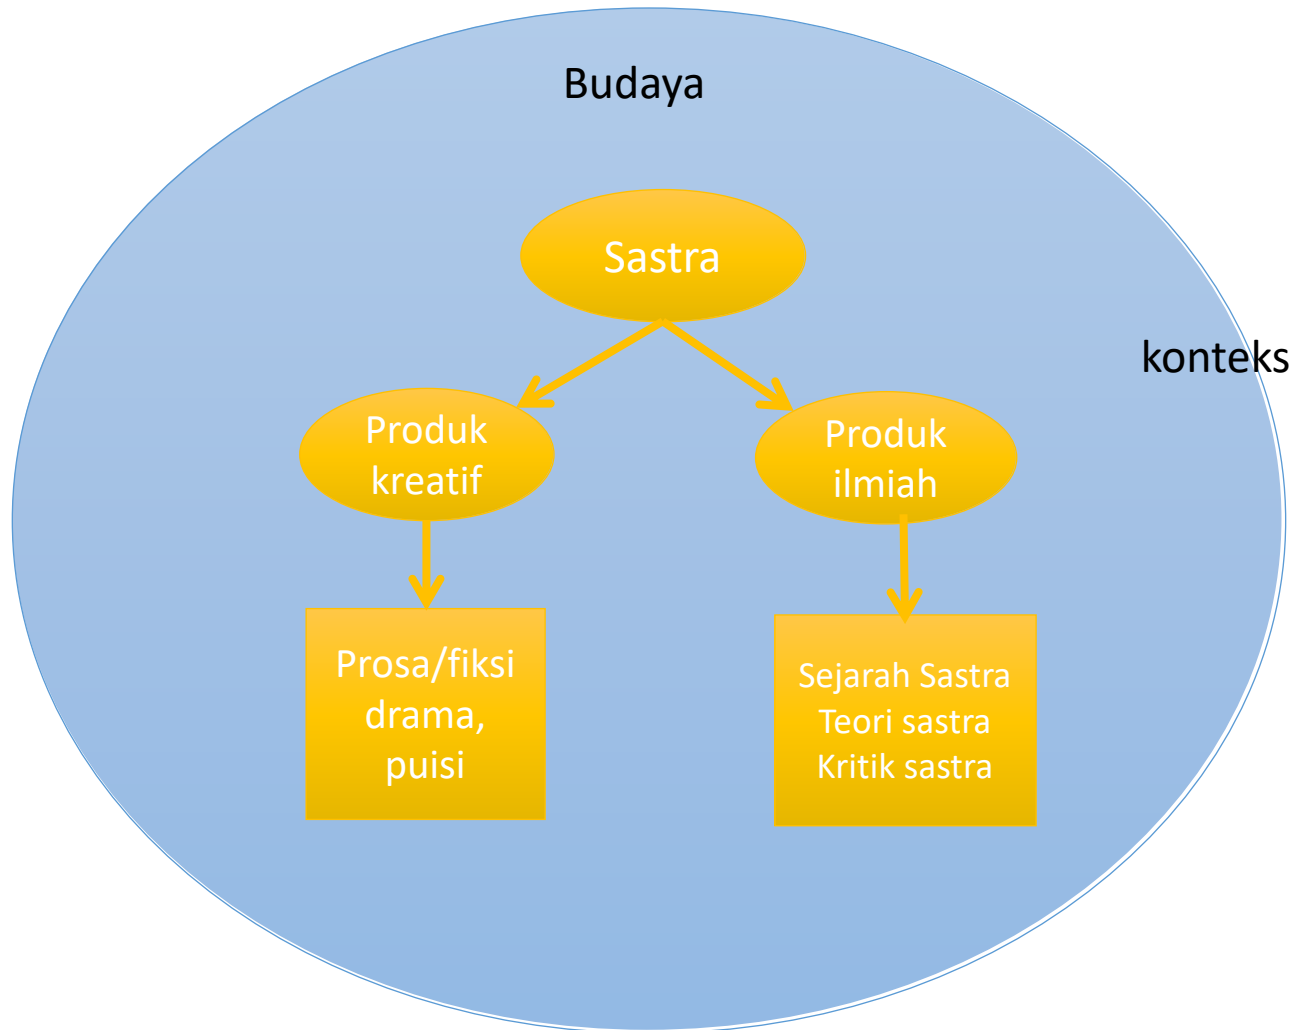 Budaya
Sastra
konteks
Produk
kreatif
Produk
ilmiah
Prosa/fiksi
drama,
puisi
Sejarah Sastra
Teori sastra
Kritik sastra